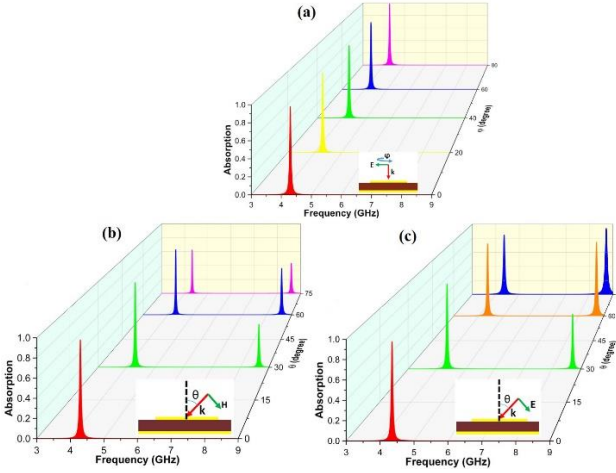 (a)
Absorption
1.0
0.8
0.6
0.4
0.2
0.0
3 4 5 6 7 8 9
Frequency (GHz)
0
20
40
60
80
(degree)
φ
E
k
(b)
Absorption
1.0
0.8
0.6
0.4
0.2
0.0
3 4 5 6 7 8 9
Frequency (GHz)
0
15
30
45
60
75
θ (degree)
θ
k
H
(c)
Absorption
1.0
0.8
0.6
0.4
0.2
0.0
3 4 5 6 7 8 9
Frequency (GHz)
0
15
30
45
60
θ (degree)
θ
k
E